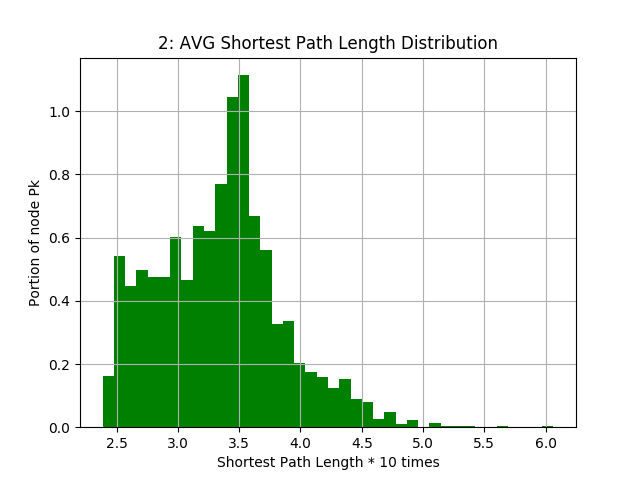 2: AVG Shortest Path Length Distribution
Portion of node Pk
1.0
0.8
0.6
0.4
0.2
0.0
2.5 3.0 3.5 4.0 4.5 5.0 5.5 6.0
Shortest Path Length * 10 times